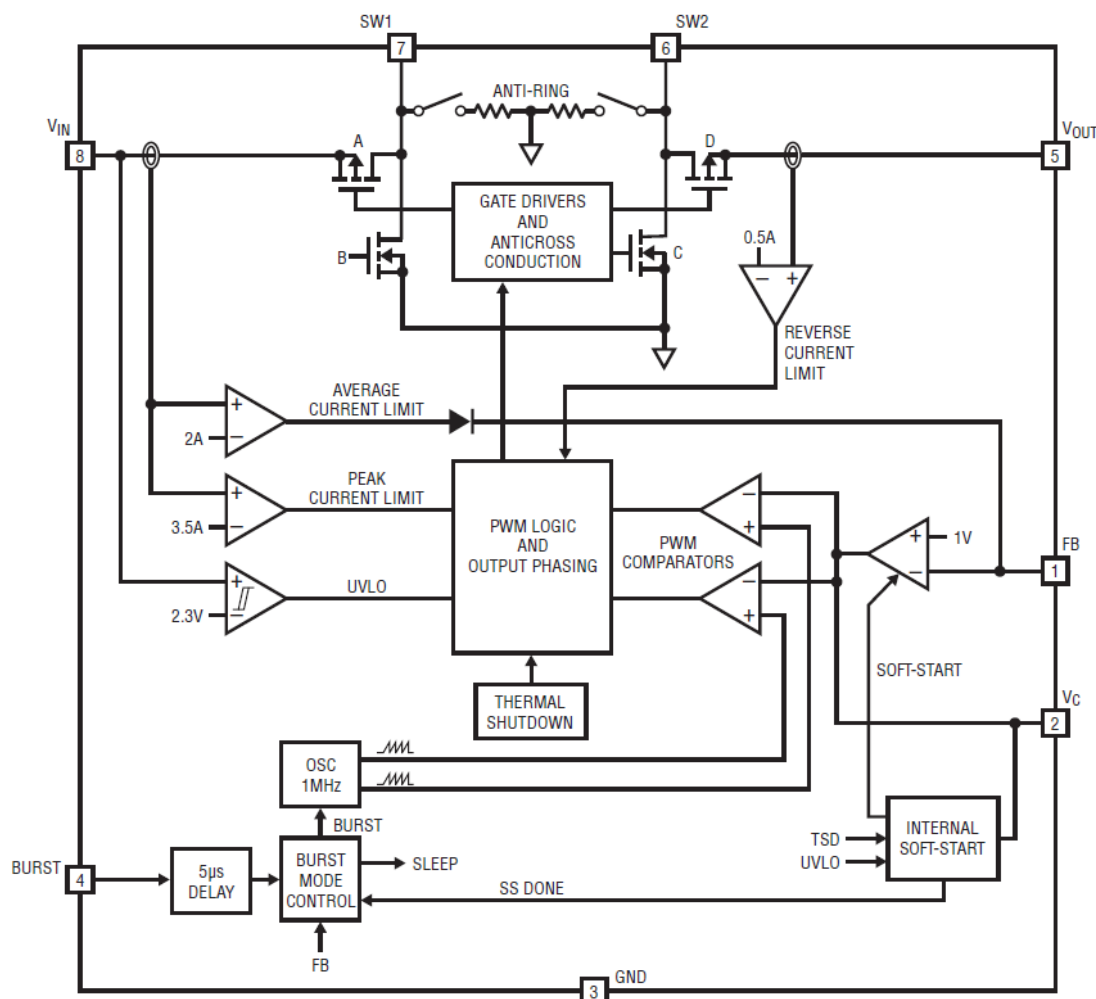 SW1
SW2
7
6
ANTI-RING
VIN
A
D
VOUT
8
5
GATE DRIVERS
AND
ANTICROSS
CONDUCTION
0.5A
B
C
–
+
REVERSE
CURRENT
LIMIT
AVERAGE
CURRENT LIMIT
+
2A
–
PEAK
CURRENT LIMIT
+
3.5A
–
PWM LOGIC
AND
OUTPUT PHASING
–
+
PWM
COMPARATORS
–
+
+
1V
–
FB
1
+
2.3V
–
UVLO
SOFT-START
THERMAL
SHUTDOWN
VC
2
OSC
1MHz
BURST
TSD
UVLO
INTERNAL
SOFT-START
BURST
4
5µs
DELAY
BURST
MODE
CONTROL
SLEEP
SS DONE
FB
GND
3